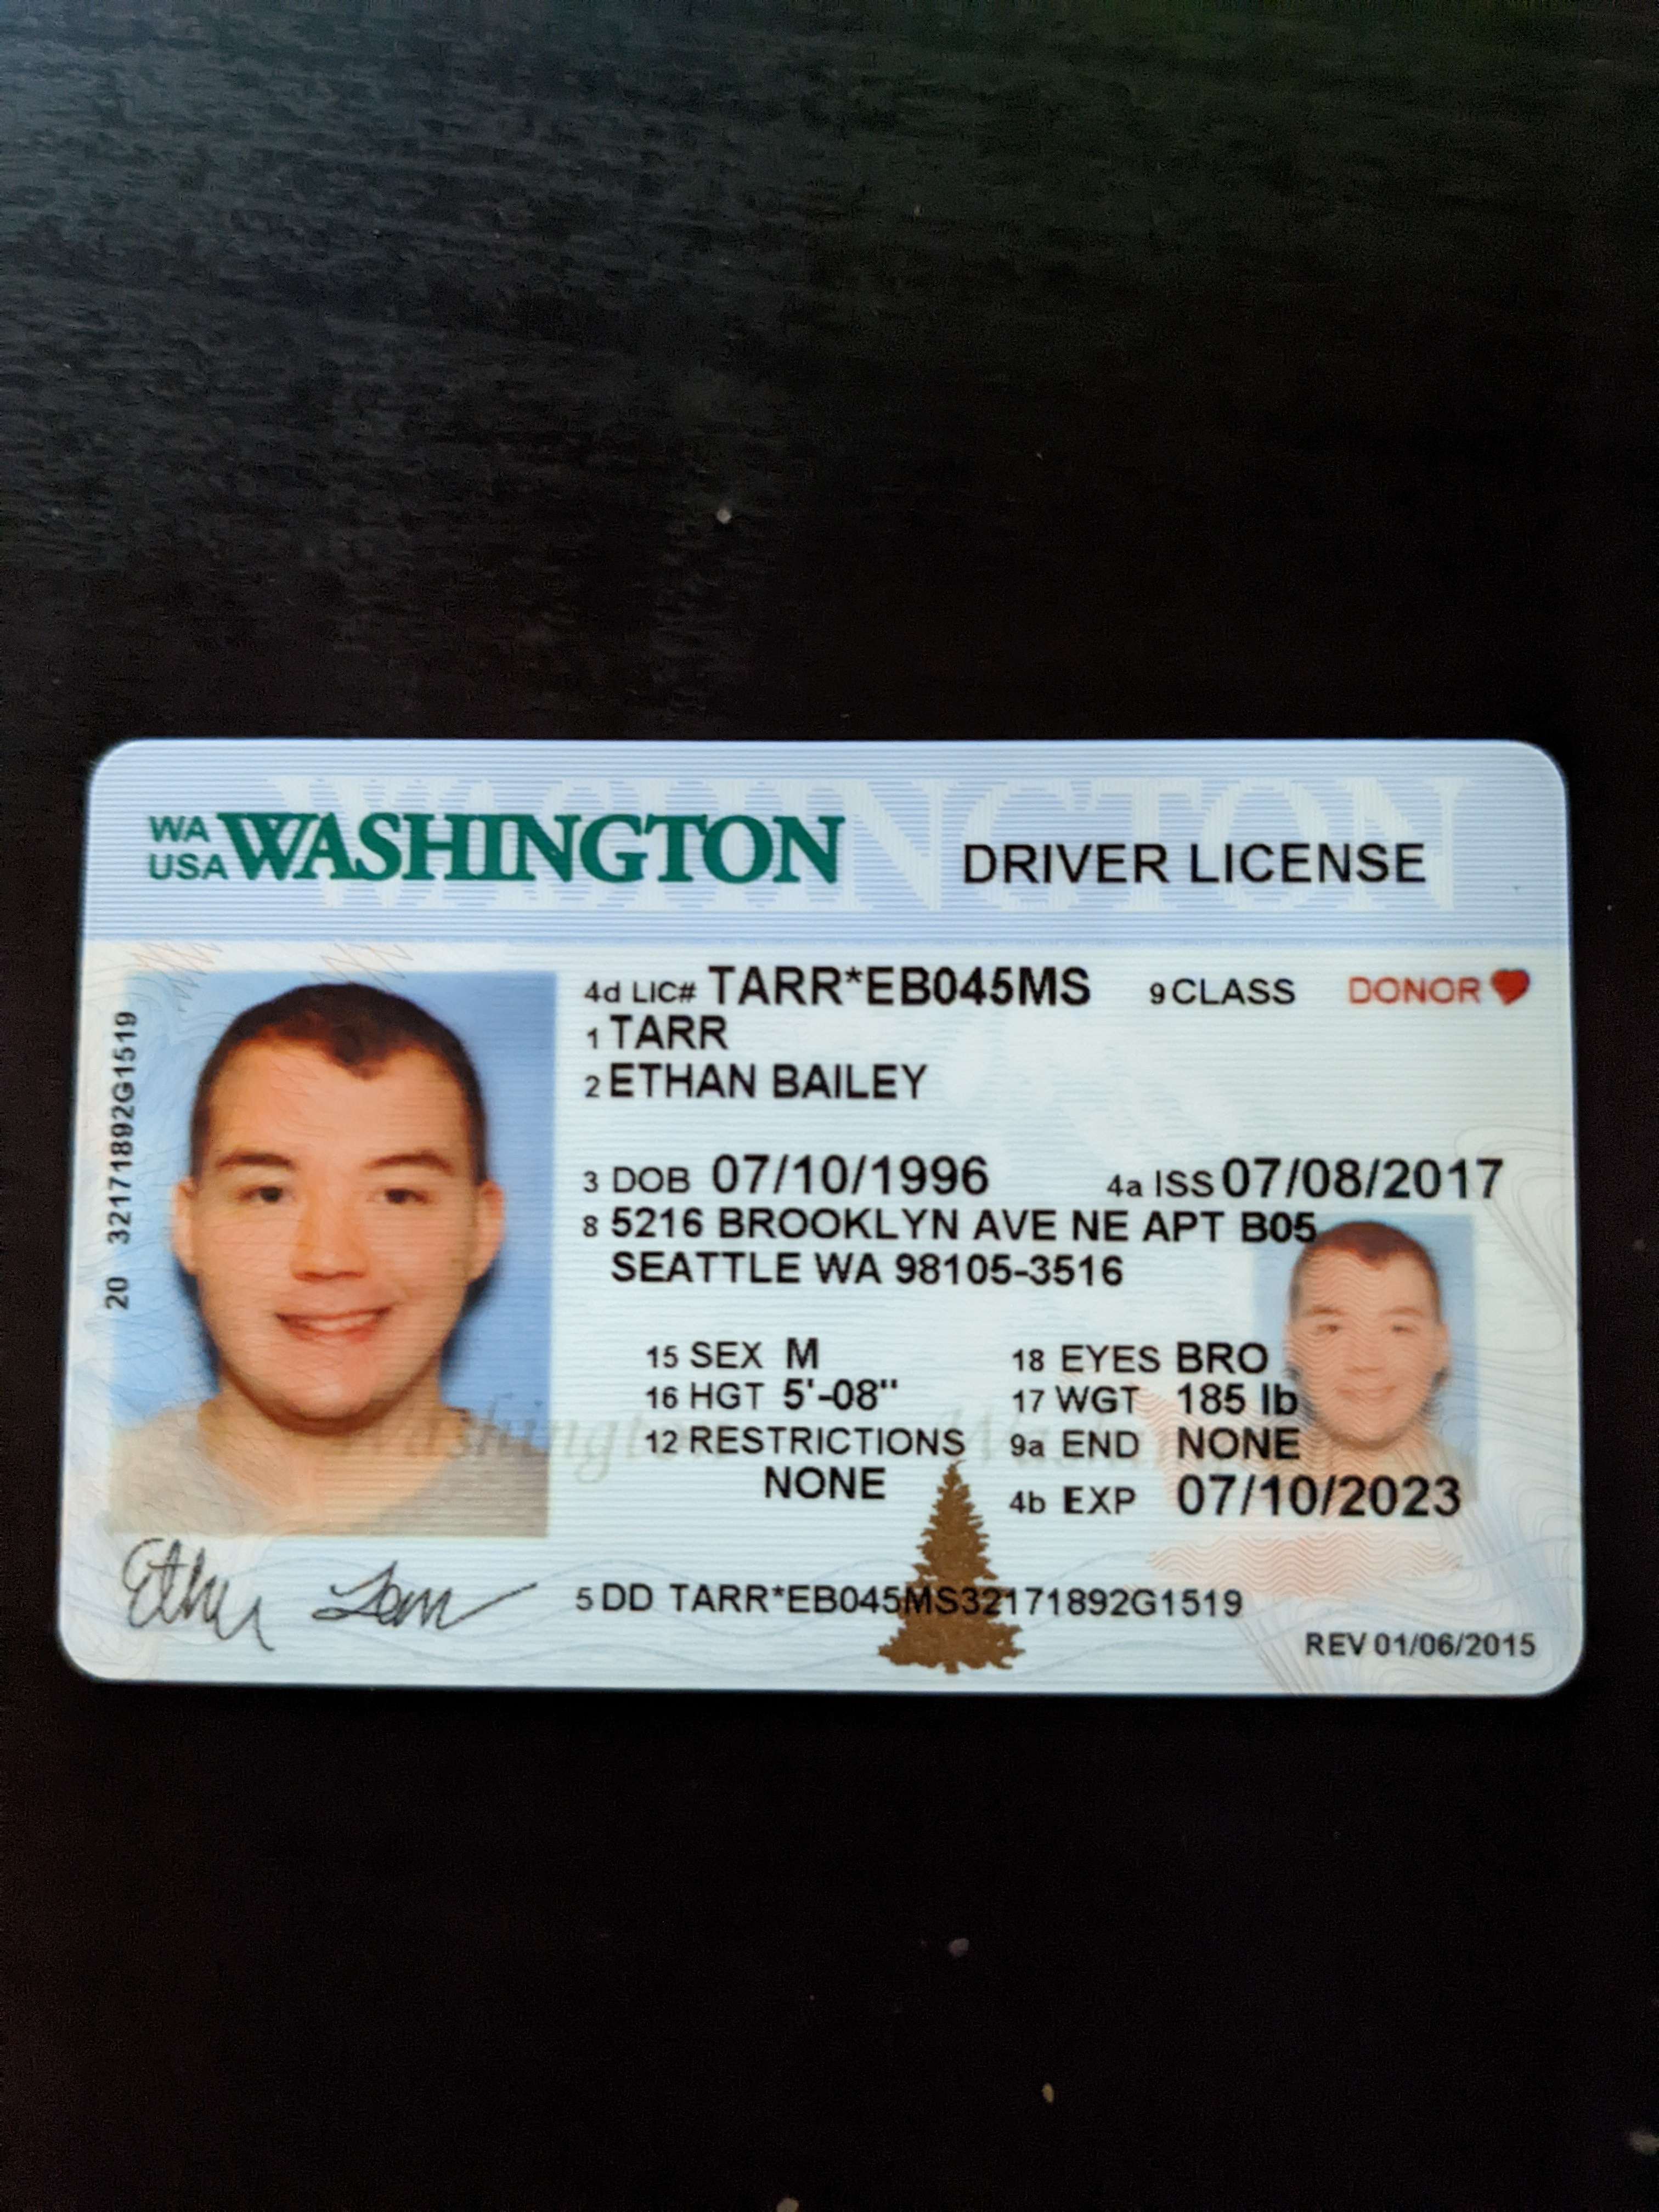 WASHINGTON
WA
USA WASHINGTON DRIVER LICENSE
4d LIC# TARR*EB045MS 9 CLASS DONOR
1 TARR
2 ETHAN BAILEY
3 DOB 07/10/1996 4a ISS 07/08/2017
8 5216 BROOKLYN AVE NE APT B05
SEATTLE WA 98105-3516
15 SEX M 18 EYES BRO
16 HGT 5'-08" 17 WGT 185 lb
12 RESTRICTIONS 9a END NONE
NONE
4b EXP 07/10/2023
Washington Wash
5 DD TARR*EB045MS32171892G1519
REV 01/06/2015
20 32171892G1519